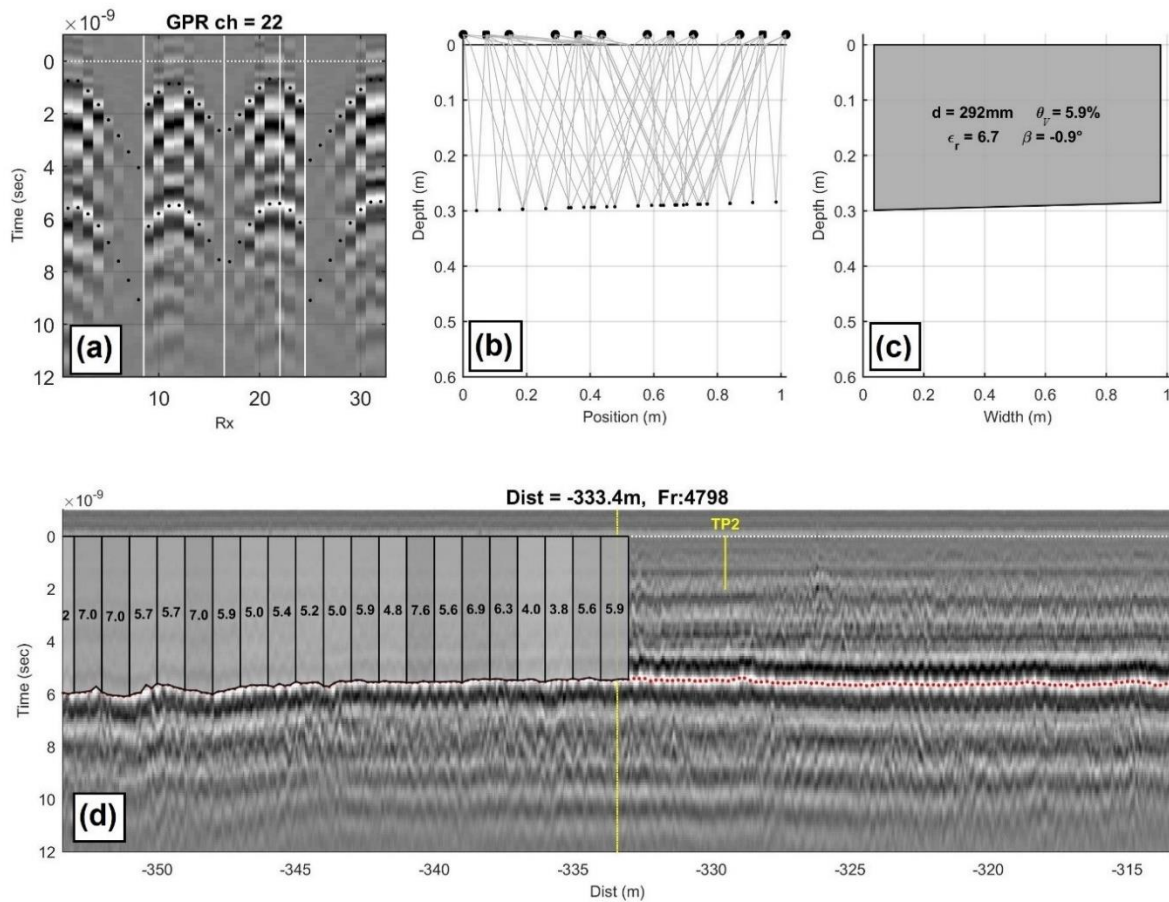 ×10⁻⁹
GPR ch = 22
0
2
4
6
8
10
12
Time (sec)
(a)
10
20
30
Rx
0
0.1
0.2
0.3
0.4
0.5
0.6
Depth (m)
(b)
0
0.2
0.4
0.6
0.8
1
Position (m)
0
0.1
0.2
0.3
0.4
0.5
0.6
Depth (m)
d = 292mm θV = 5.9%
ϵr = 6.7 β = -0.9°
(c)
0
0.2
0.4
0.6
0.8
1
Width (m)
×10⁻⁹
Dist = -333.4m, Fr:4798
TP2
0
2
4
6
8
10
12
Time (sec)
2 7.0 7.0 5.7 5.7 7.0 5.9 5.0 5.4 5.2 5.0 5.9 4.8 7.6 5.6 6.9 6.3 4.0 3.8 5.6 5.9
(d)
-350 -345 -340 -335 -330 -325 -320 -315
Dist (m)